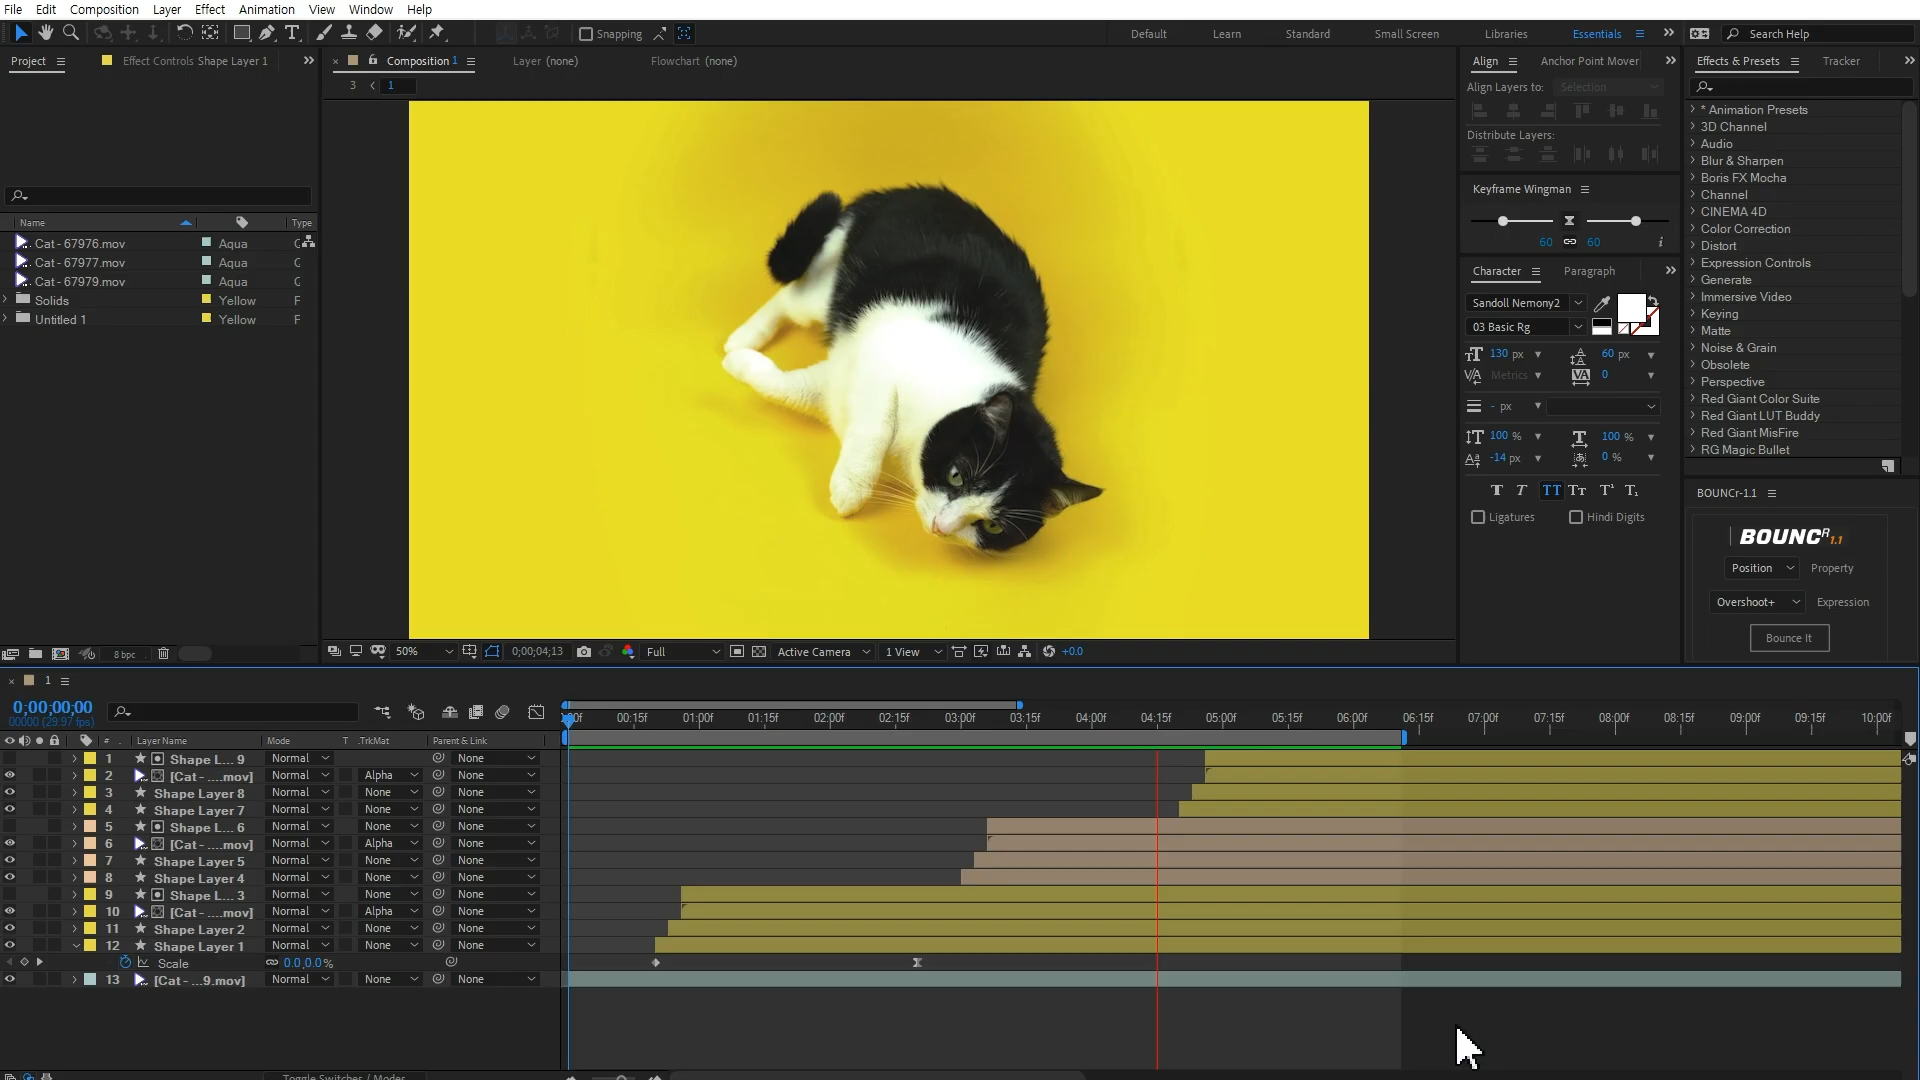 File Edit Composition Layer Effect Animation View Window Help
Snapping
Default Learn Standard Small Screen Libraries Essentials Search Help
Project Effect Controls Shape Layer 1
Composition 1 Layer (none) Flowchart (none)
3 1
Name Type
Cat - 67976.mov Aqua
Cat - 67977.mov Aqua
Cat - 67979.mov Aqua
Solids Yellow F
Untitled 1 Yellow F
8 bpc
50% 0;00;04;13 Full Active Camera 1 View +0.0
Align Anchor Point Mover
Align Layers to: Selection
Distribute Layers:
Keyframe Wingman
60 60 i
Character Paragraph
Sandoll Nemony2
03 Basic Rg
130 px 60 px
Metrics 0
- px
100 % 100 %
-14 px 0 %
Ligatures Hindi Digits
Effects & Presets Tracker
* Animation Presets
3D Channel
Audio
Blur & Sharpen
Boris FX Mocha
Channel
CINEMA 4D
Color Correction
Distort
Expression Controls
Generate
Immersive Video
Keying
Matte
Noise & Grain
Obsolete
Perspective
Red Giant Color Suite
Red Giant LUT Buddy
Red Giant MisFire
RG Magic Bullet
BOUNCr-1.1
BOUNCR 1.1
Position Property
Overshoot+ Expression
Bounce It
1
0;00;00;00
00000 (29.97 fps)
00:15f 01:00f 01:15f 02:00f 02:15f 03:00f 03:15f 04:00f 04:15f 05:00f 05:15f 06:00f 06:15f 07:00f 07:15f 08:00f 08:15f 09:00f 09:15f 10:00f
# Layer Name Mode T .TrkMat Parent & Link
1 Shape L... 9 Normal None
2 [Cat - ....mov] Normal Alpha None
3 Shape Layer 8 Normal None None
4 Shape Layer 7 Normal None None
5 Shape L... 6 Normal None None
6 [Cat - ....mov] Normal Alpha None
7 Shape Layer 5 Normal None None
8 Shape Layer 4 Normal None None
9 Shape L... 3 Normal None None
10 [Cat - ....mov] Normal Alpha None
11 Shape Layer 2 Normal None None
12 Shape Layer 1 Normal None None
Scale 0.0,0.0%
13 [Cat - ...9.mov] Normal None None
Toggle Switches / Modes